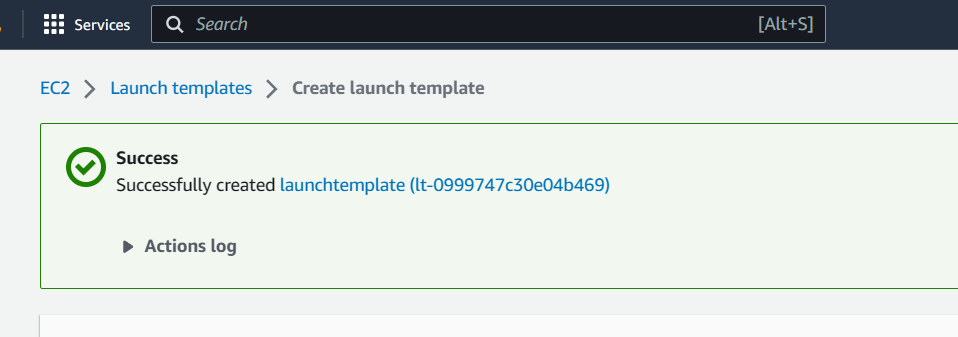 Services
Search [Alt+S]
EC2 Launch templates Create launch template
Success
Successfully created launchtemplate (lt-0999747c30e04b469)
Actions log